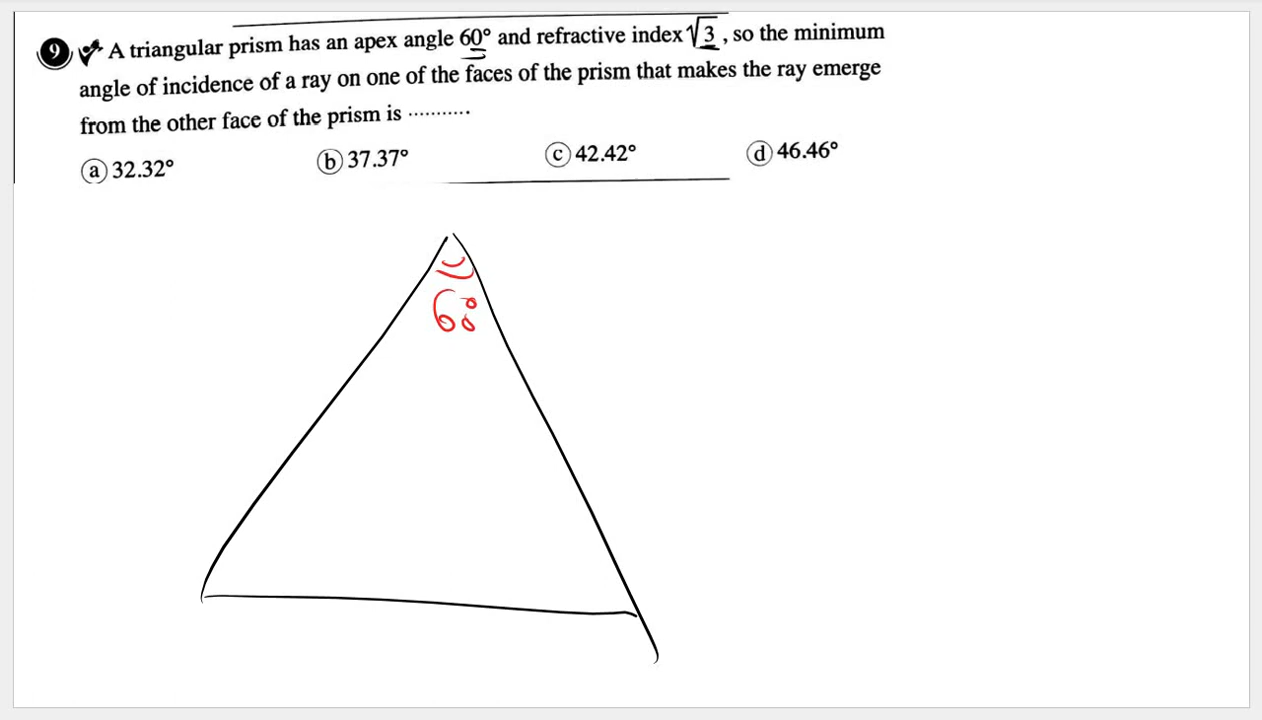 9 A triangular prism has an apex angle 60° and refractive index √3 , so the minimum
angle of incidence of a ray on one of the faces of the prism that makes the ray emerge
from the other face of the prism is ...........
a 32.32° b 37.37° c 42.42° d 46.46°
60°